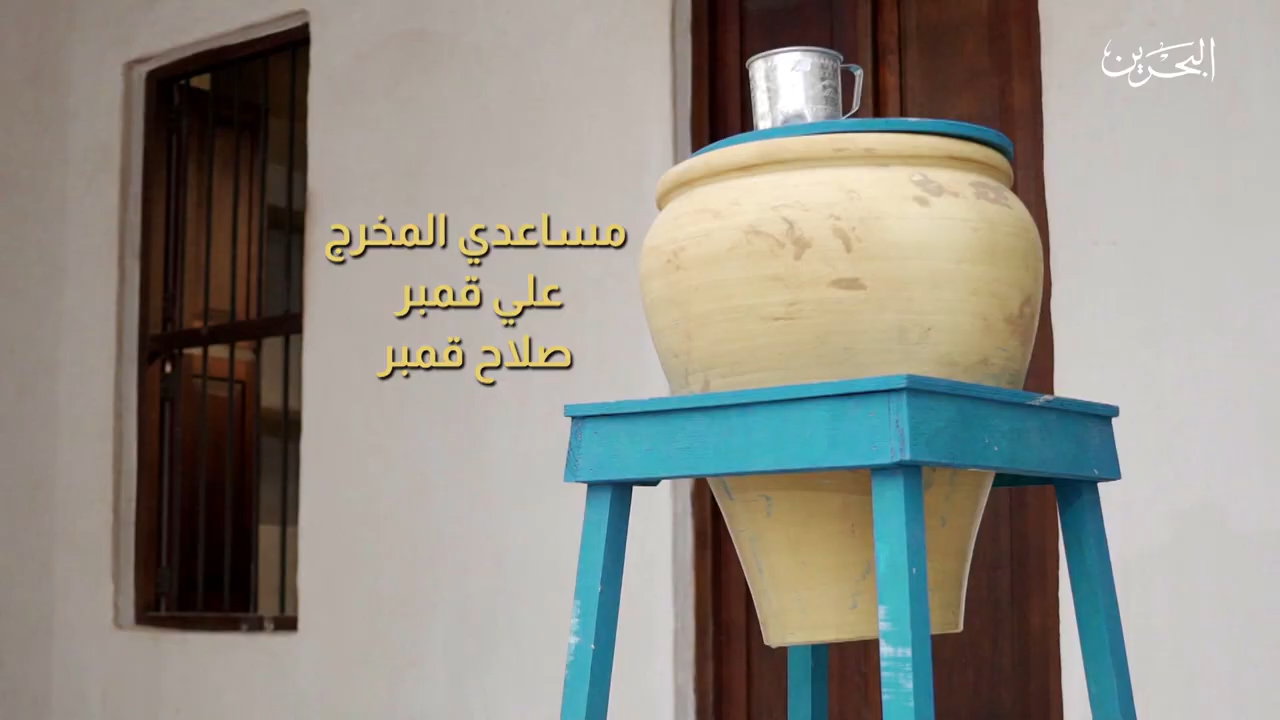 البحرين
مساعدي المخرج
علي قمبر
صلاح قمبر